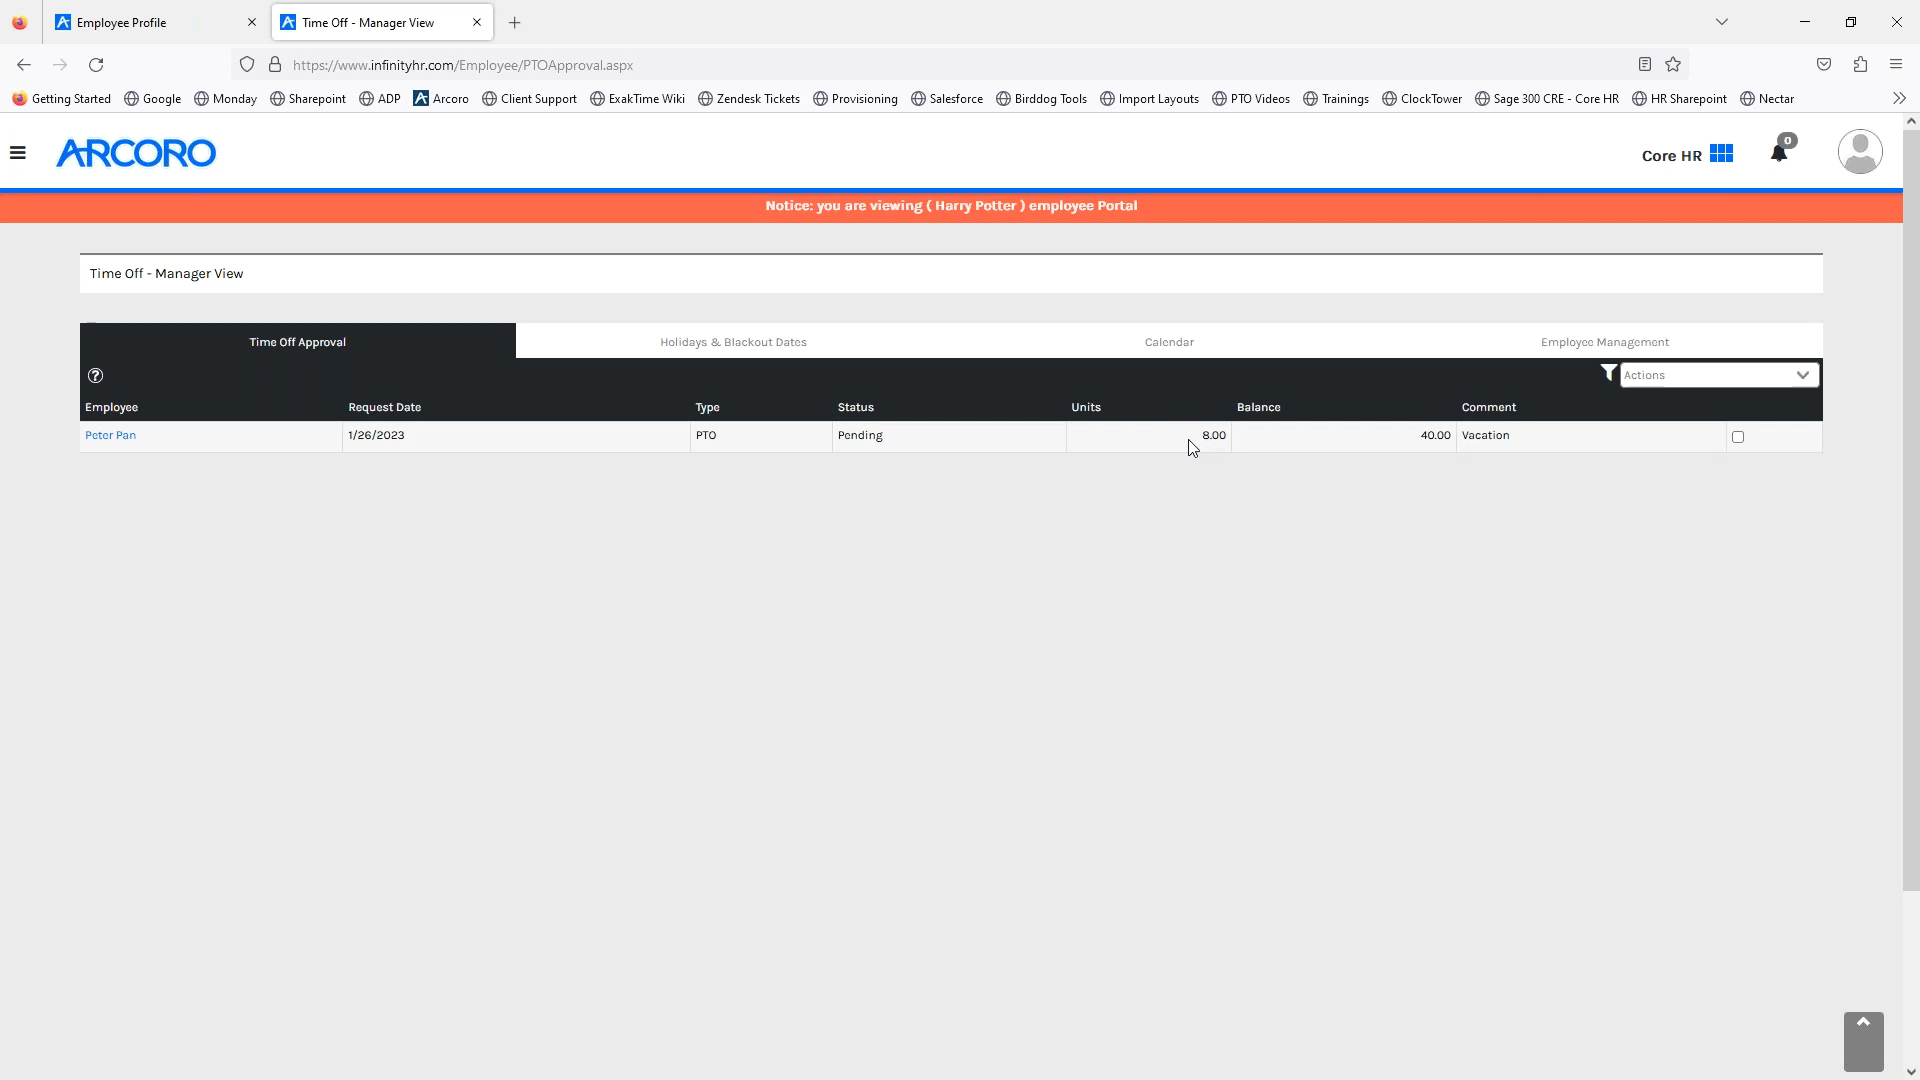 Employee Profile
Time Off - Manager View
https://www.infinityhr.com/Employee/PTOApproval.aspx
Getting Started Google Monday Sharepoint ADP Arcoro Client Support ExakTime Wiki Zendesk Tickets Provisioning Salesforce Birddog Tools Import Layouts PTO Videos Trainings ClockTower Sage 300 CRE - Core HR HR Sharepoint Nectar
ARCORO
Core HR
0
Notice: you are viewing ( Harry Potter ) employee Portal
Time Off - Manager View
Time Off Approval Holidays & Blackout Dates Calendar Employee Management
? Actions
Employee Request Date Type Status Units Balance Comment
Peter Pan 1/26/2023 PTO Pending 8.00 40.00 Vacation